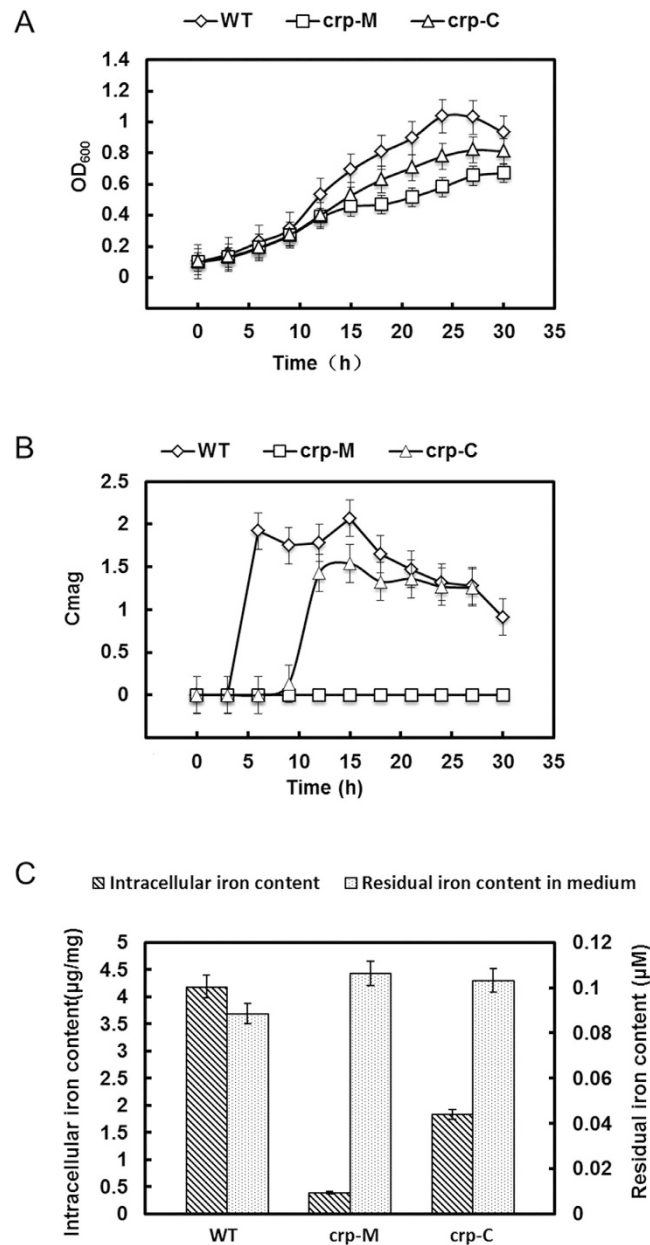 A
WT crp-M crp-C
1.4
1.2
1
0.8
0.6
0.4
0.2
0
OD600
0 5 10 15 20 25 30 35
Time (h)
B
WT crp-M crp-C
2.5
2
1.5
1
0.5
0
Cmag
0 5 10 15 20 25 30 35
Time (h)
C
Intracellular iron content Residual iron content in medium
Intracellular iron content(µg/mg)
5
4.5
4
3.5
3
2.5
2
1.5
1
0.5
0
0.12
0.1
0.08
0.06
0.04
0.02
0
Residual iron content (µM)
WT crp-M crp-C